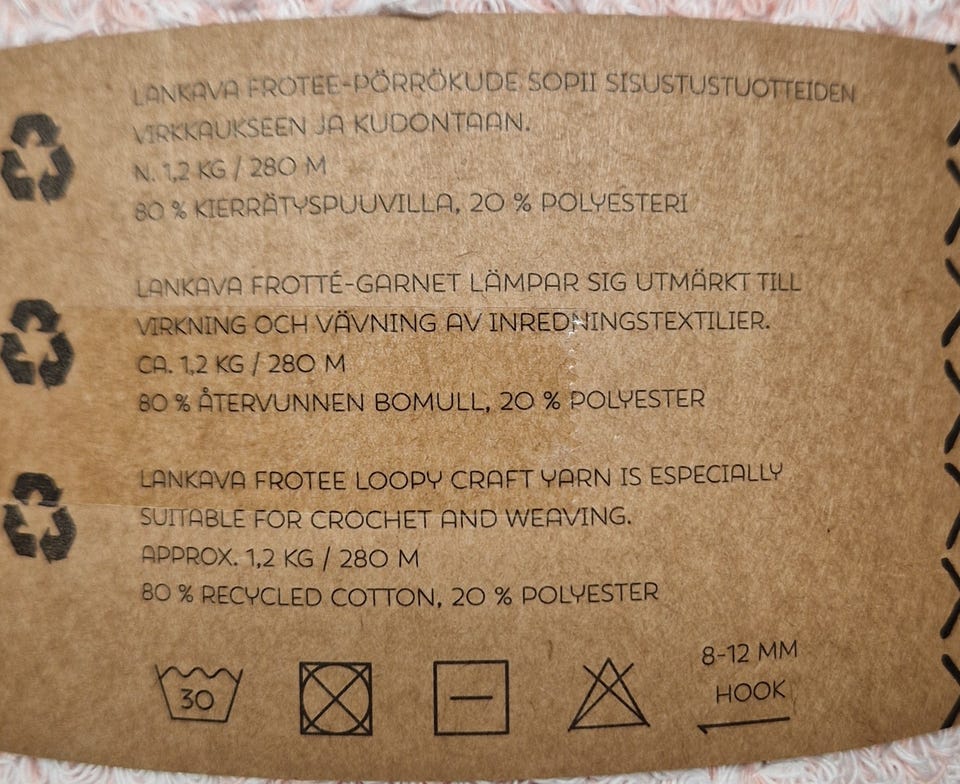 LANKAVA FROTEE-PÖRRÖKUDE SOPII SISUSTUSTUOTTEIDEN
VIRKKAUKSEEN JA KUDONTAAN.
N. 1,2 KG / 280 M
80 % KIERRÄTYSPUUVILLA, 20 % POLYESTERI
LANKAVA FROTTÉ-GARNET LÄMPAR SIG UTMÄRKT TILL
VIRKNING OCH VÄVNING AV INREDNINGSTEXTILIER.
CA. 1,2 KG / 280 M
80 % ÅTERVUNNEN BOMULL, 20 % POLYESTER
LANKAVA FROTEE LOOPY CRAFT YARN IS ESPECIALLY
SUITABLE FOR CROCHET AND WEAVING.
APPROX. 1,2 KG / 280 M
80 % RECYCLED COTTON, 20 % POLYESTER
30
8-12 MM
HOOK